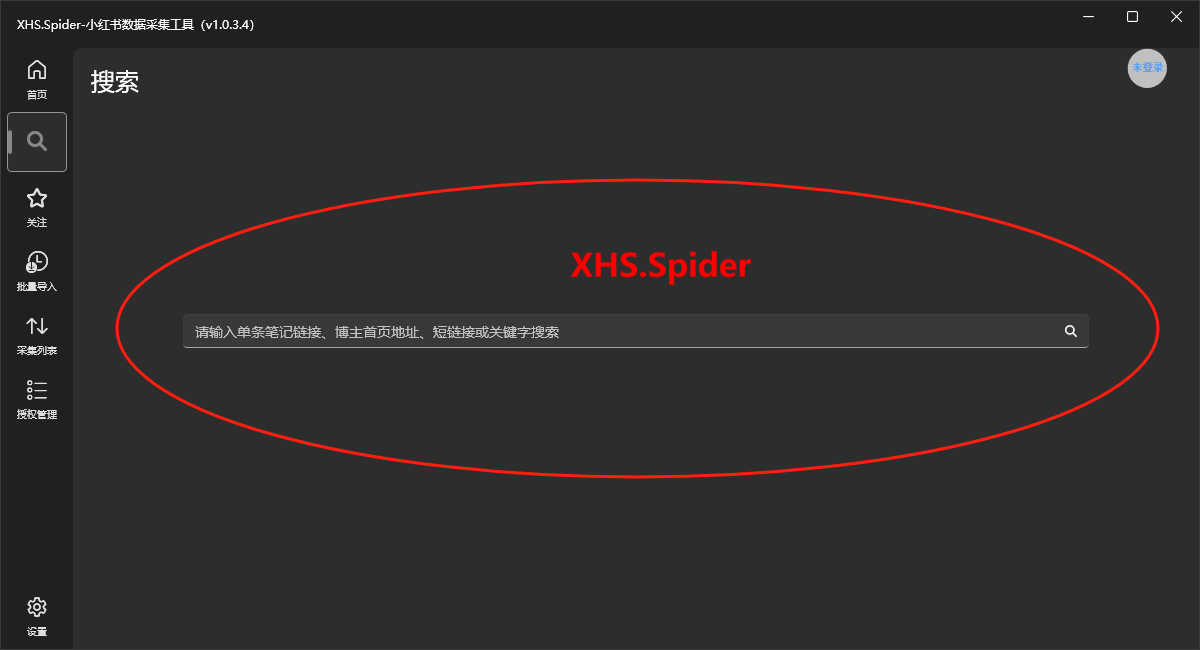 XHS.Spider-小红书数据采集工具（v1.0.3.4）
首页
搜索
未登录
关注
批量导入
采集列表
授权管理
XHS.Spider
请输入单条笔记链接、博主首页地址、短链接或关键字搜索
设置